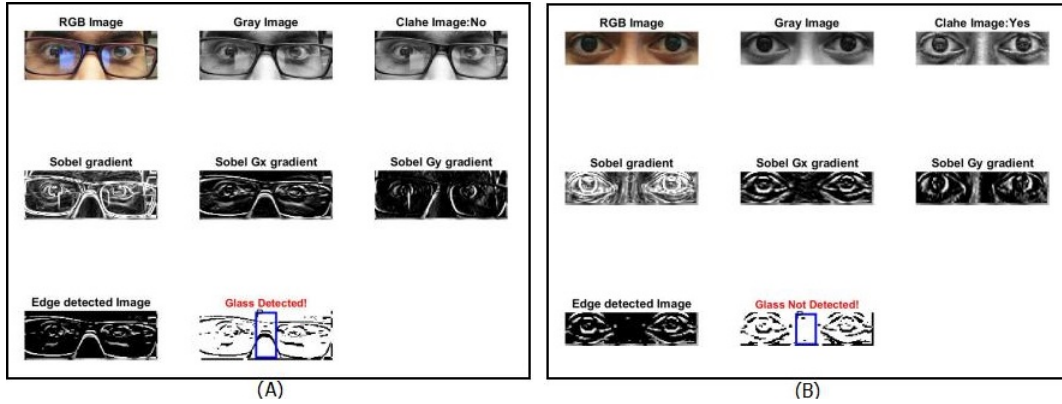 RGB Image
Gray Image
Clahe Image:No
Sobel gradient
Sobel Gx gradient
Sobel Gy gradient
Edge detected Image
Glass Detected!
(A)
RGB Image
Gray Image
Clahe Image:Yes
Sobel gradient
Sobel Gx gradient
Sobel Gy gradient
Edge detected Image
Glass Not Detected!
(B)